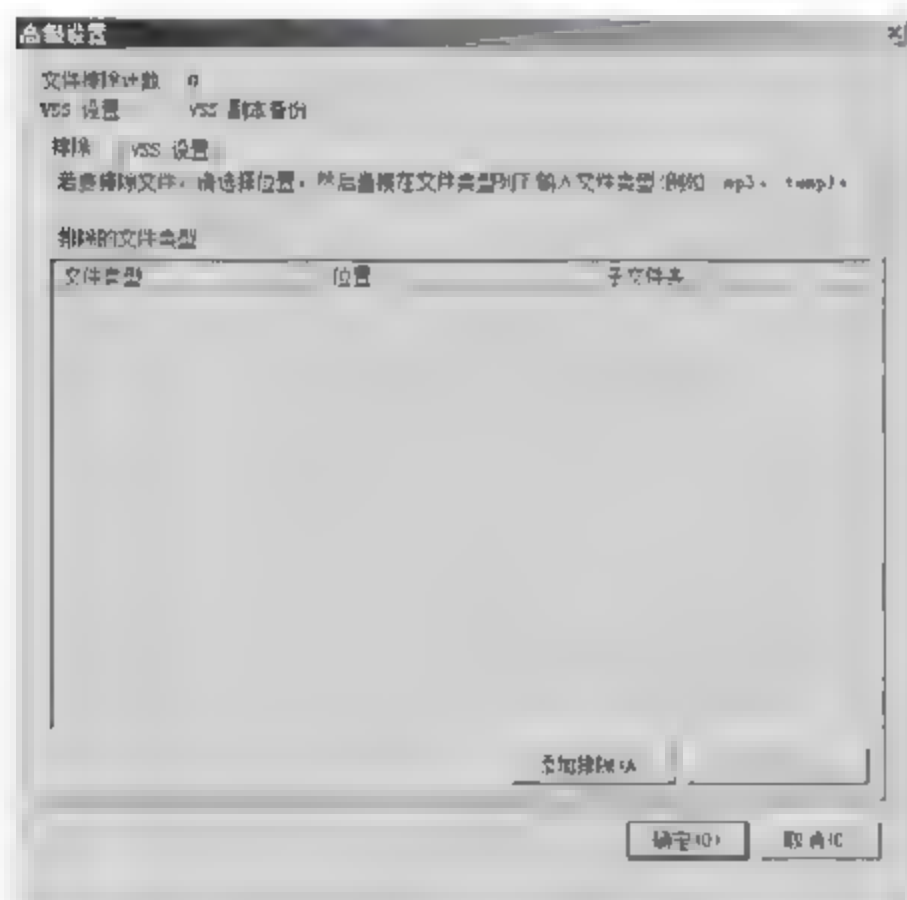 高级设置
文件排除计数 0
VSS 设置 VSS 副本备份
排除 VSS 设置
若要排除文件，请选择位置，然后直接在文件类型列下输入文件类型(例如 .mp3、.temp)。
排除的文件类型
文件类型 位置 子文件夹
添加排除(A
确定(O) 取消(C